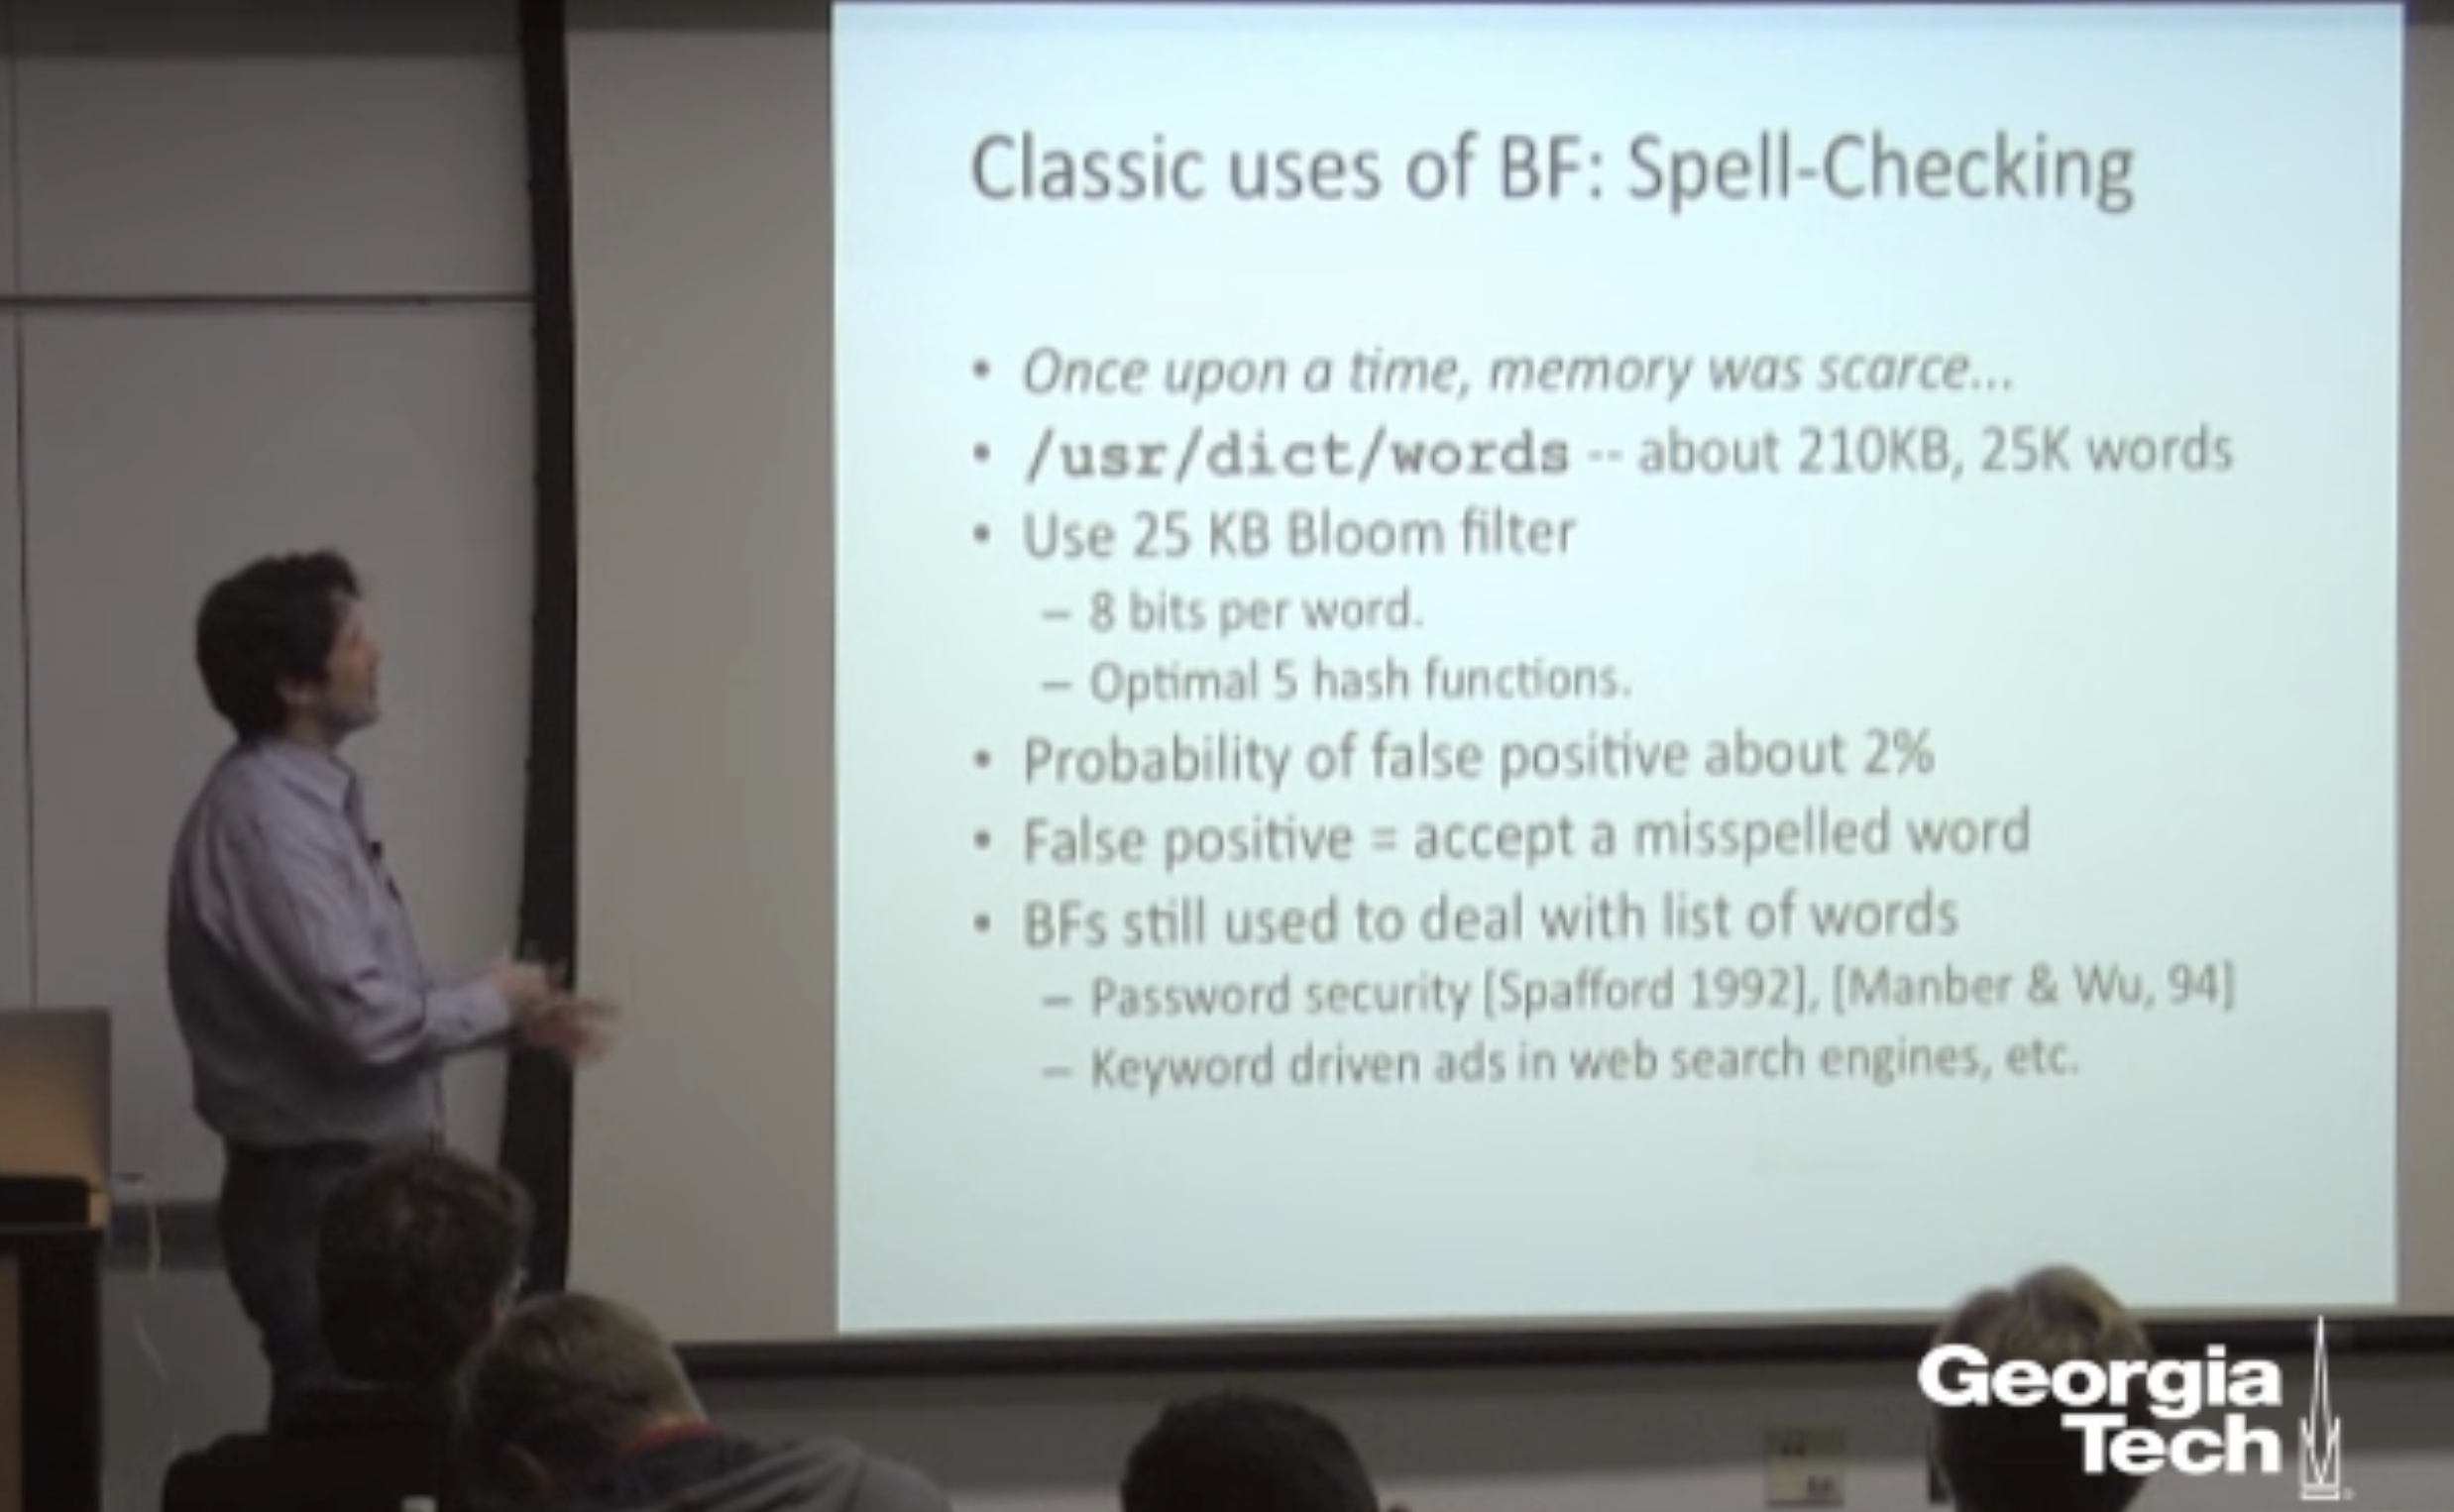 Classic uses of BF: Spell-Checking
• Once upon a time, memory was scarce...
• /usr/dict/words -- about 210KB, 25K words
• Use 25 KB Bloom filter
– 8 bits per word.
– Optimal 5 hash functions.
• Probability of false positive about 2%
• False positive = accept a misspelled word
• BFs still used to deal with list of words
– Password security [Spafford 1992], [Manber & Wu, 94]
– Keyword driven ads in web search engines, etc.
Georgia
Tech